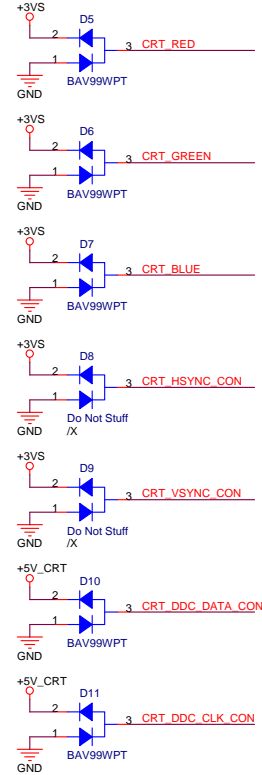 +3VS
D5
2
3 CRT_RED
1
GND
BAV99WPT
+3VS
D6
2
3 CRT_GREEN
1
GND
BAV99WPT
+3VS
D7
2
3 CRT_BLUE
1
GND
BAV99WPT
+3VS
D8
2
3 CRT_HSYNC_CON
1
Do Not Stuff
GND
/X
+3VS
D9
2
3 CRT_VSYNC_CON
1
Do Not Stuff
GND
/X
+5V_CRT
D10
2
3 CRT_DDC_DATA_CON
1
BAV99WPT
GND
+5V_CRT
D11
2
3 CRT_DDC_CLK_CON
1
BAV99WPT
GND